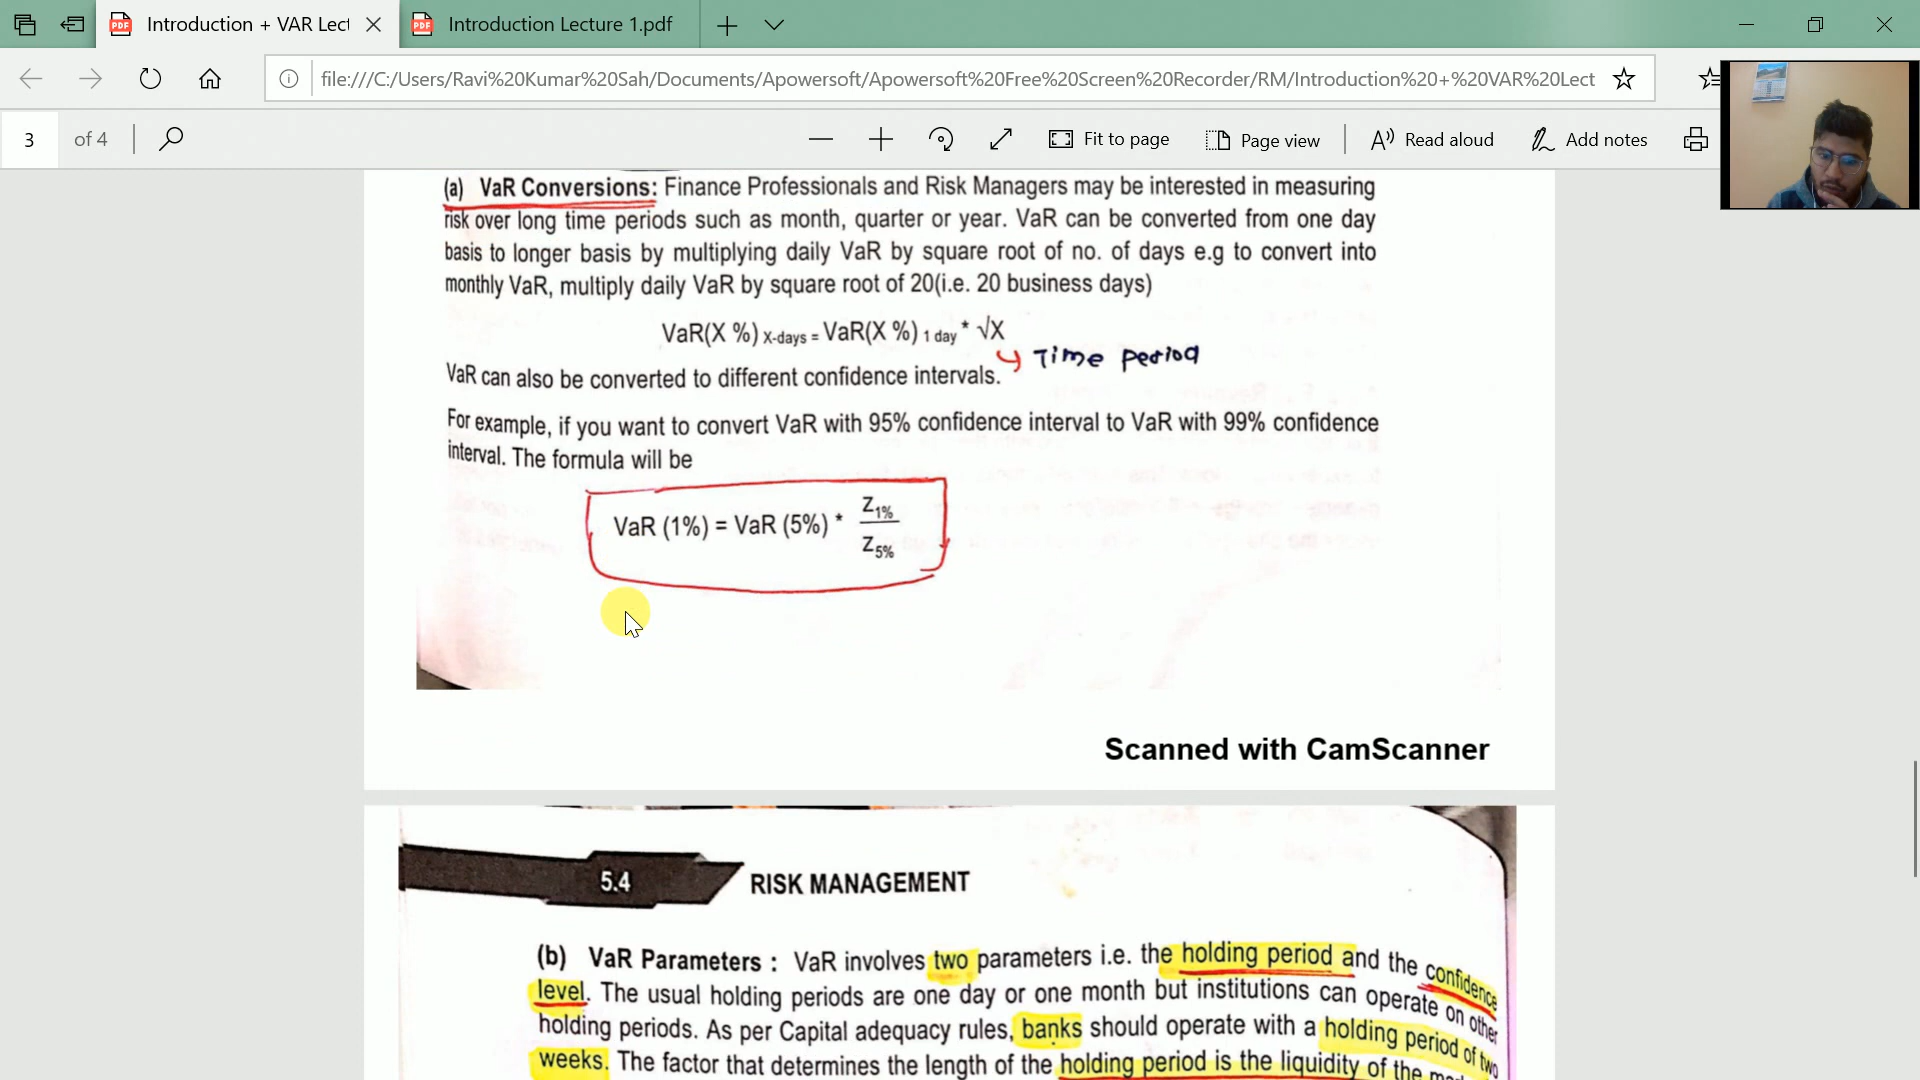 Introduction + VAR Lect
Introduction Lecture 1.pdf
file:///C:/Users/Ravi%20Kumar%20Sah/Documents/Apowersoft/Apowersoft%20Free%20Screen%20Recorder/RM/Introduction%20+%20VAR%20Lect
3 of 4
Fit to page
Page view
Read aloud
Add notes
(a) VaR Conversions: Finance Professionals and Risk Managers may be interested in measuring
risk over long time periods such as month, quarter or year. VaR can be converted from one day
basis to longer basis by multiplying daily VaR by square root of no. of days e.g to convert into
monthly VaR, multiply daily VaR by square root of 20(i.e. 20 business days)
VaR(X %) X-days = VaR(X %) 1 day * √X
Time period
VaR can also be converted to different confidence intervals.
For example, if you want to convert VaR with 95% confidence interval to VaR with 99% confidence
interval. The formula will be
VaR (1%) = VaR (5%) * Z1% / Z5%
Scanned with CamScanner
5.4 RISK MANAGEMENT
(b) VaR Parameters : VaR involves two parameters i.e. the holding period and the confidence
level. The usual holding periods are one day or one month but institutions can operate on other
holding periods. As per Capital adequacy rules, banks should operate with a holding period of two
weeks. The factor that determines the length of the holding period is the liquidity of the